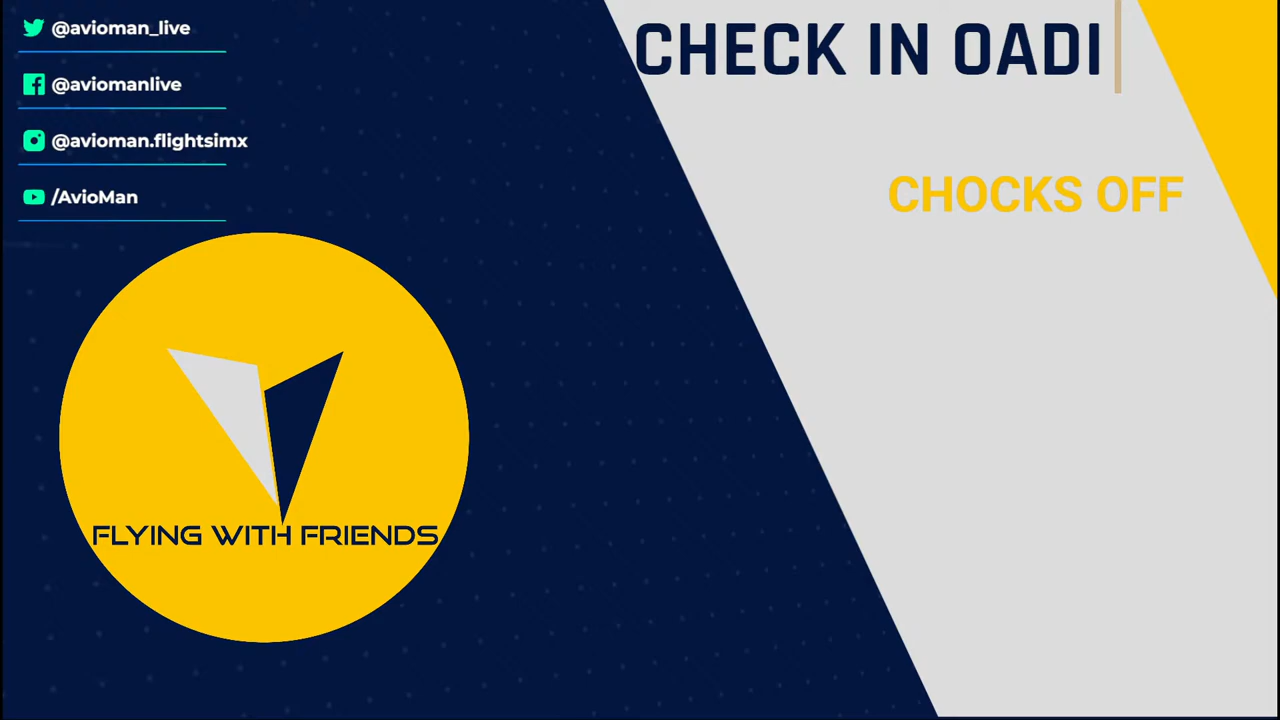 @avioman_live
@aviomanlive
@avioman.flightsimx
/AvioMan
CHECK IN OADI
CHOCKS OFF
FLYING WITH FRIENDS